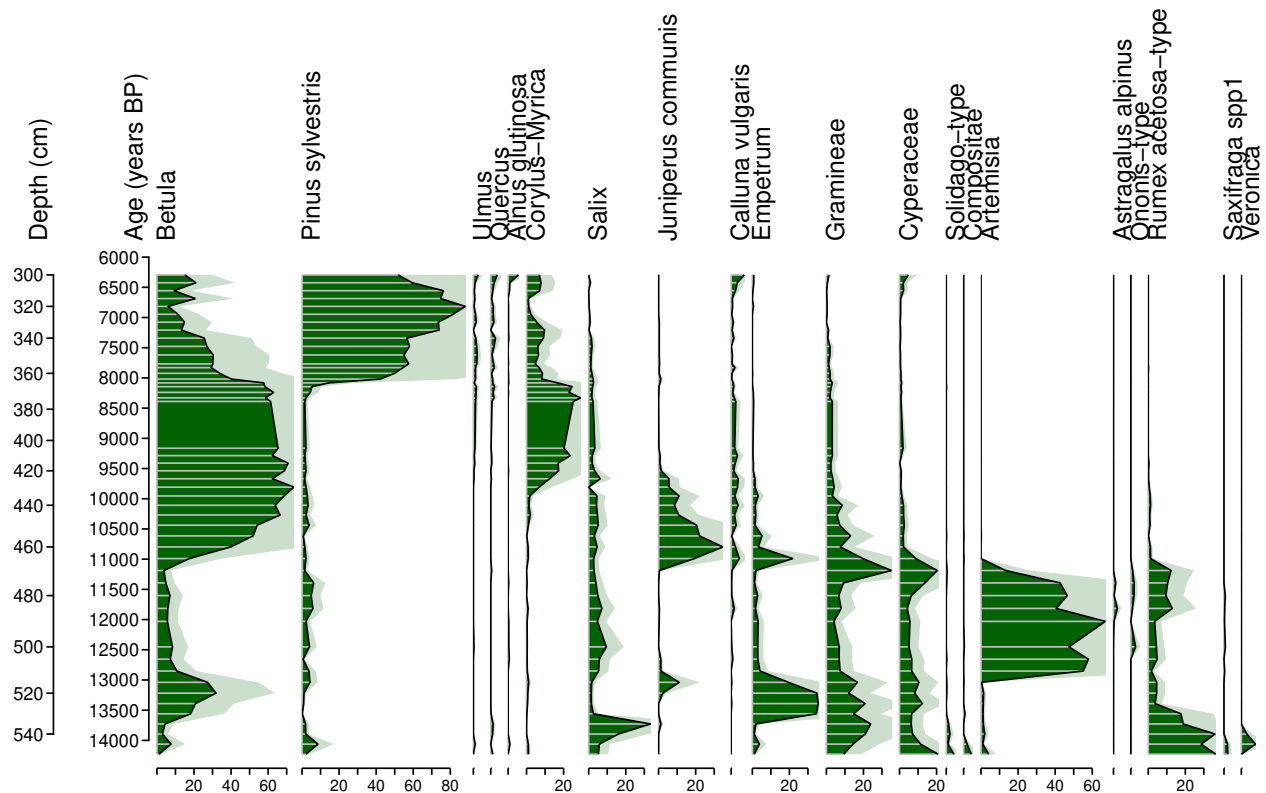 Depth (cm)
Age (years BP)
Betula
Pinus sylvestris
Ulmus
Quercus
Alnus glutinosa
Corylus−Myrica
Salix
Juniperus communis
Calluna vulgaris
Empetrum
Gramineae
Cyperaceae
Solidago−type
Compositae
Artemisia
Astragalus alpinus
Ononis−type
Rumex acetosa−type
Saxifraga spp1
Veronica
300
320
340
360
380
400
420
440
460
480
500
520
540
6000
6500
7000
7500
8000
8500
9000
9500
10000
10500
11000
11500
12000
12500
13000
13500
14000
20 40 60
20 40 60 80
20
20
20
20
20
20
20 40 60
20